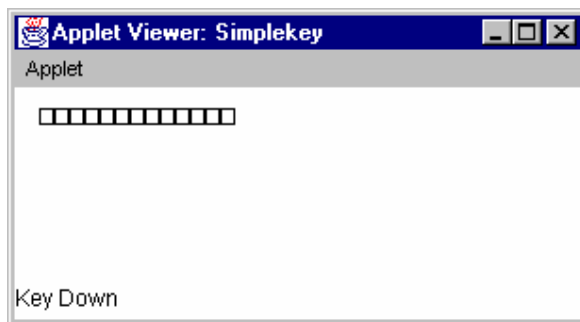 Applet Viewer: Simplekey
Applet
□□□□□□□□□□□□□
Key Down